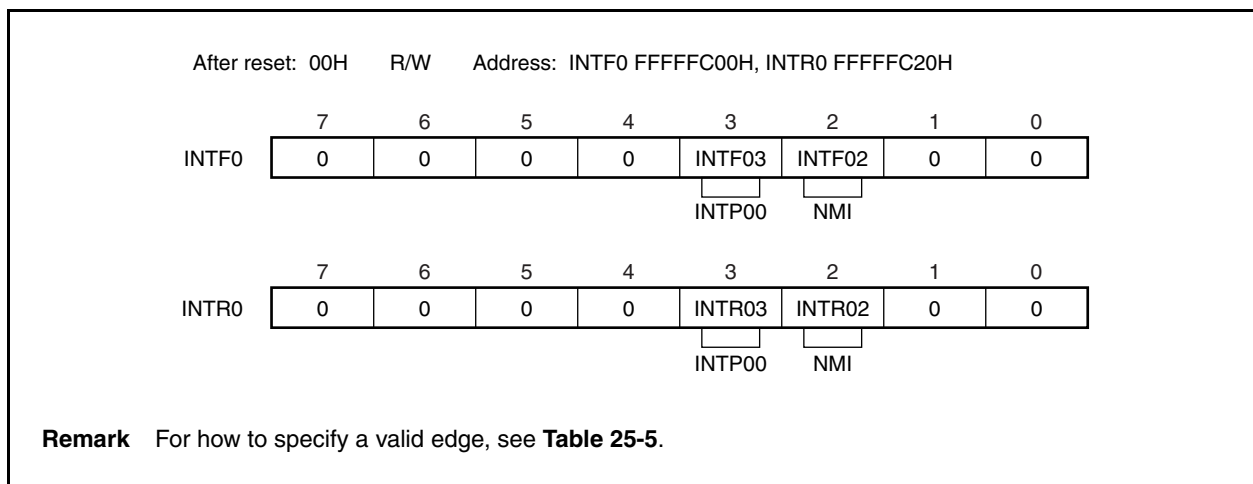 After reset: 00H R/W Address: INTF0 FFFFFC00H, INTR0 FFFFFC20H
7 6 5 4 3 2 1 0
INTF0 0 0 0 0 INTF03 INTF02 0 0
INTP00 NMI
7 6 5 4 3 2 1 0
INTR0 0 0 0 0 INTR03 INTR02 0 0
INTP00 NMI
Remark For how to specify a valid edge, see Table 25-5.